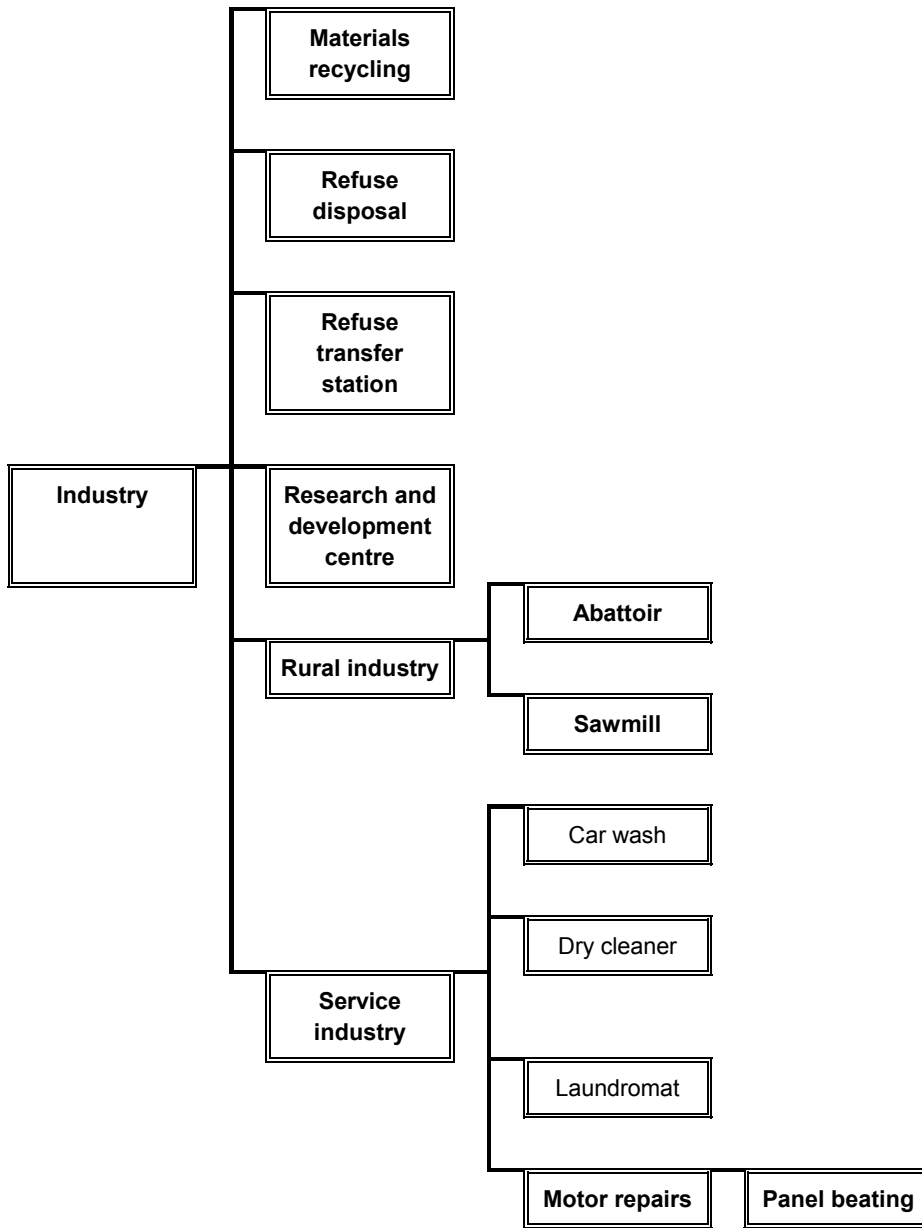 Materials
recycling
Refuse
disposal
Refuse
transfer
station
Industry
Research and
development
centre
Abattoir
Rural industry
Sawmill
Car wash
Dry cleaner
Service
industry
Laundromat
Motor repairs
Panel beating